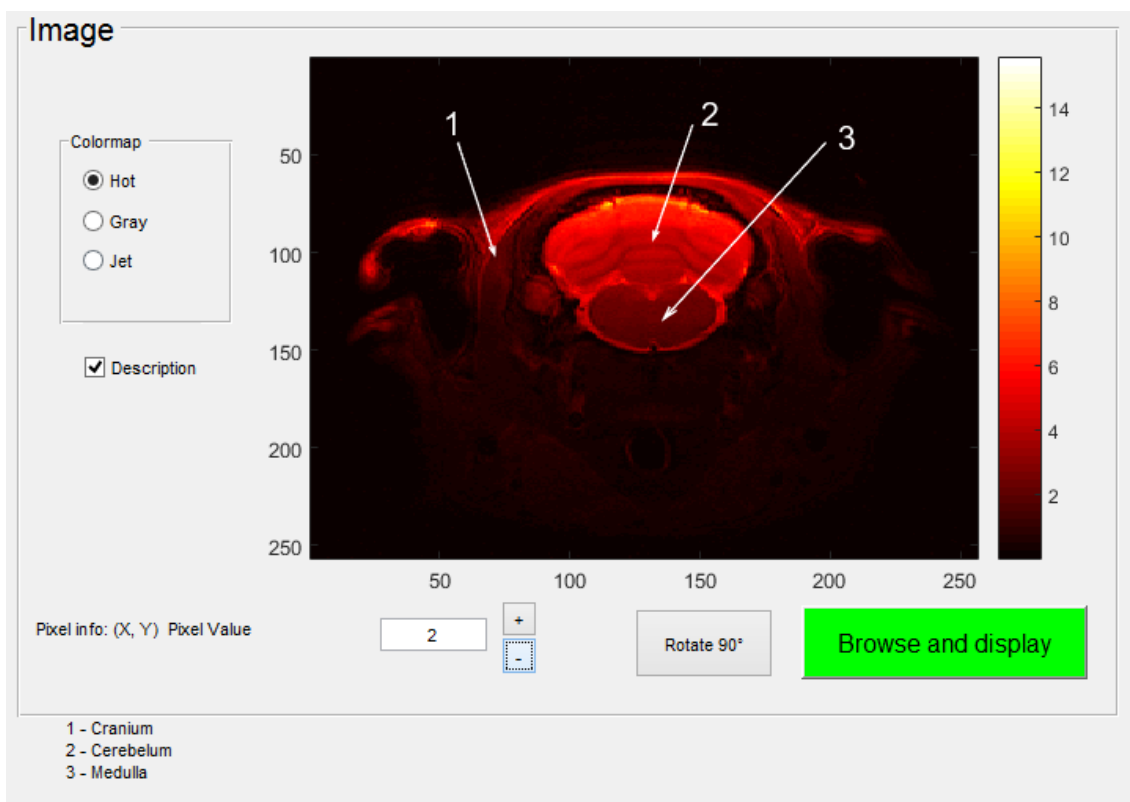 Image
Colormap
Hot
Gray
Jet
Description
1
2
3
50
100
150
200
250
50
100
150
200
250
14
12
10
8
6
4
2
Pixel info: (X, Y) Pixel Value
2
+
-
Rotate 90°
Browse and display
1 - Cranium
2 - Cerebelum
3 - Medulla